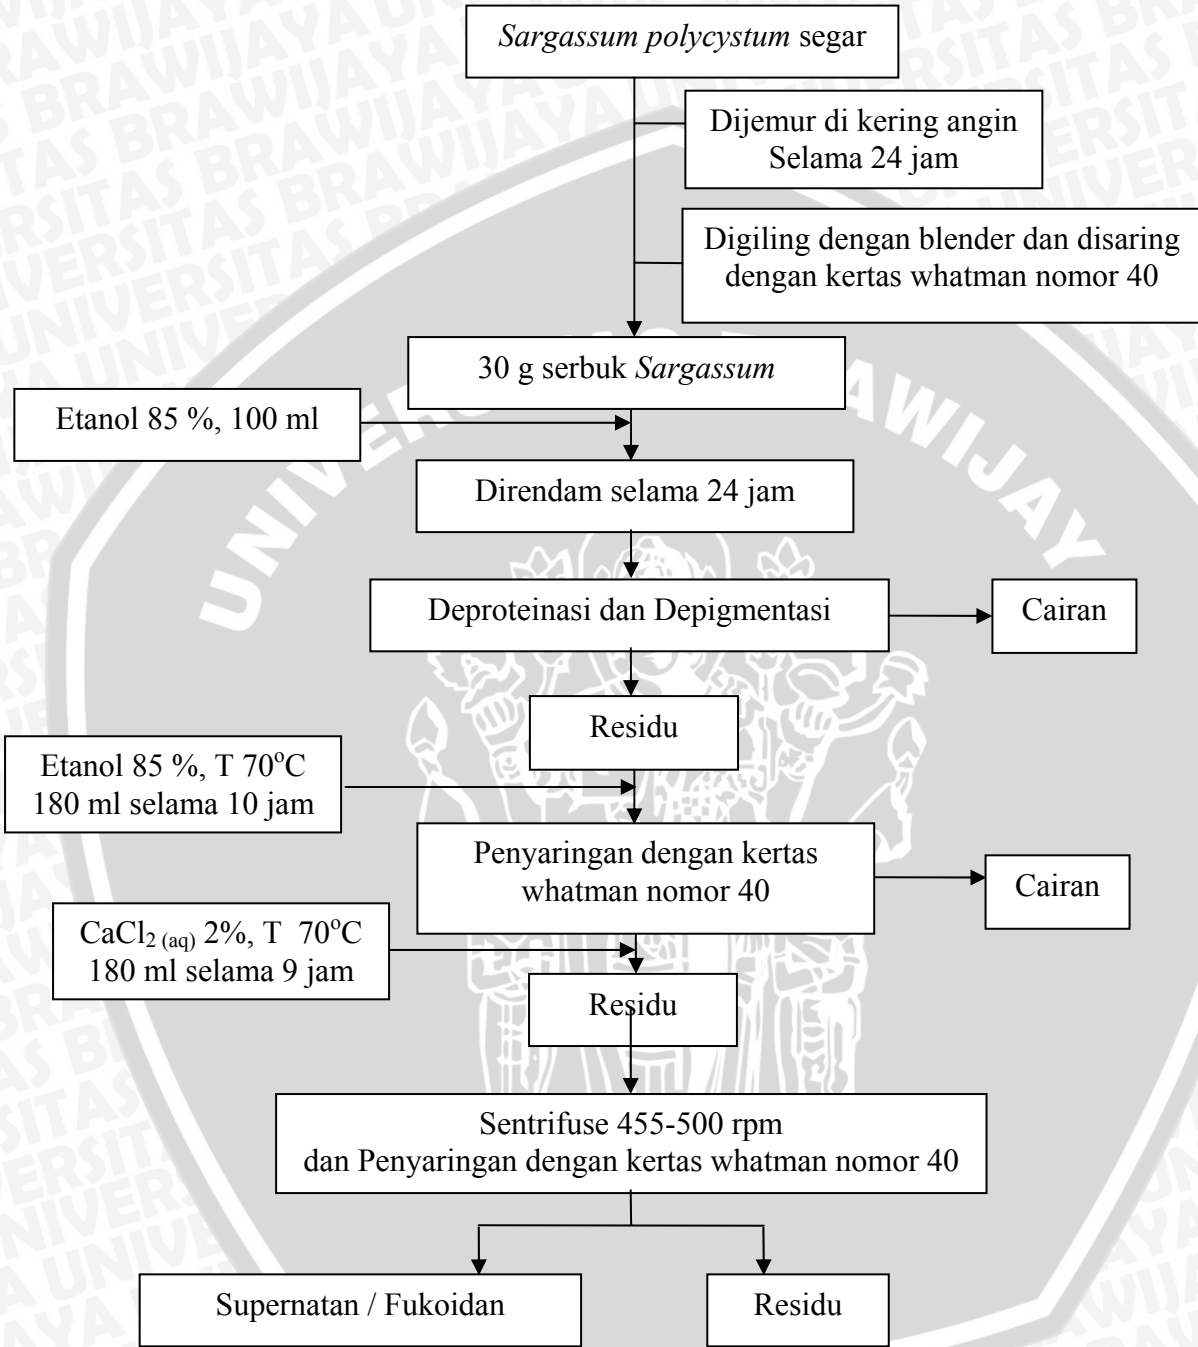 Sargassum polycystum segar
Dijemur di kering angin
Selama 24 jam
Digiling dengan blender dan disaring
dengan kertas whatman nomor 40
30 g serbuk Sargassum
Etanol 85 %, 100 ml
Direndam selama 24 jam
Deproteinasi dan Depigmentasi
Cairan
Residu
Etanol 85 %, T 70°C
180 ml selama 10 jam
Penyaringan dengan kertas
whatman nomor 40
Cairan
CaCl₂ (aq) 2%, T 70°C
180 ml selama 9 jam
Residu
Sentrifuse 455-500 rpm
dan Penyaringan dengan kertas whatman nomor 40
Supernatan / Fukoidan
Residu